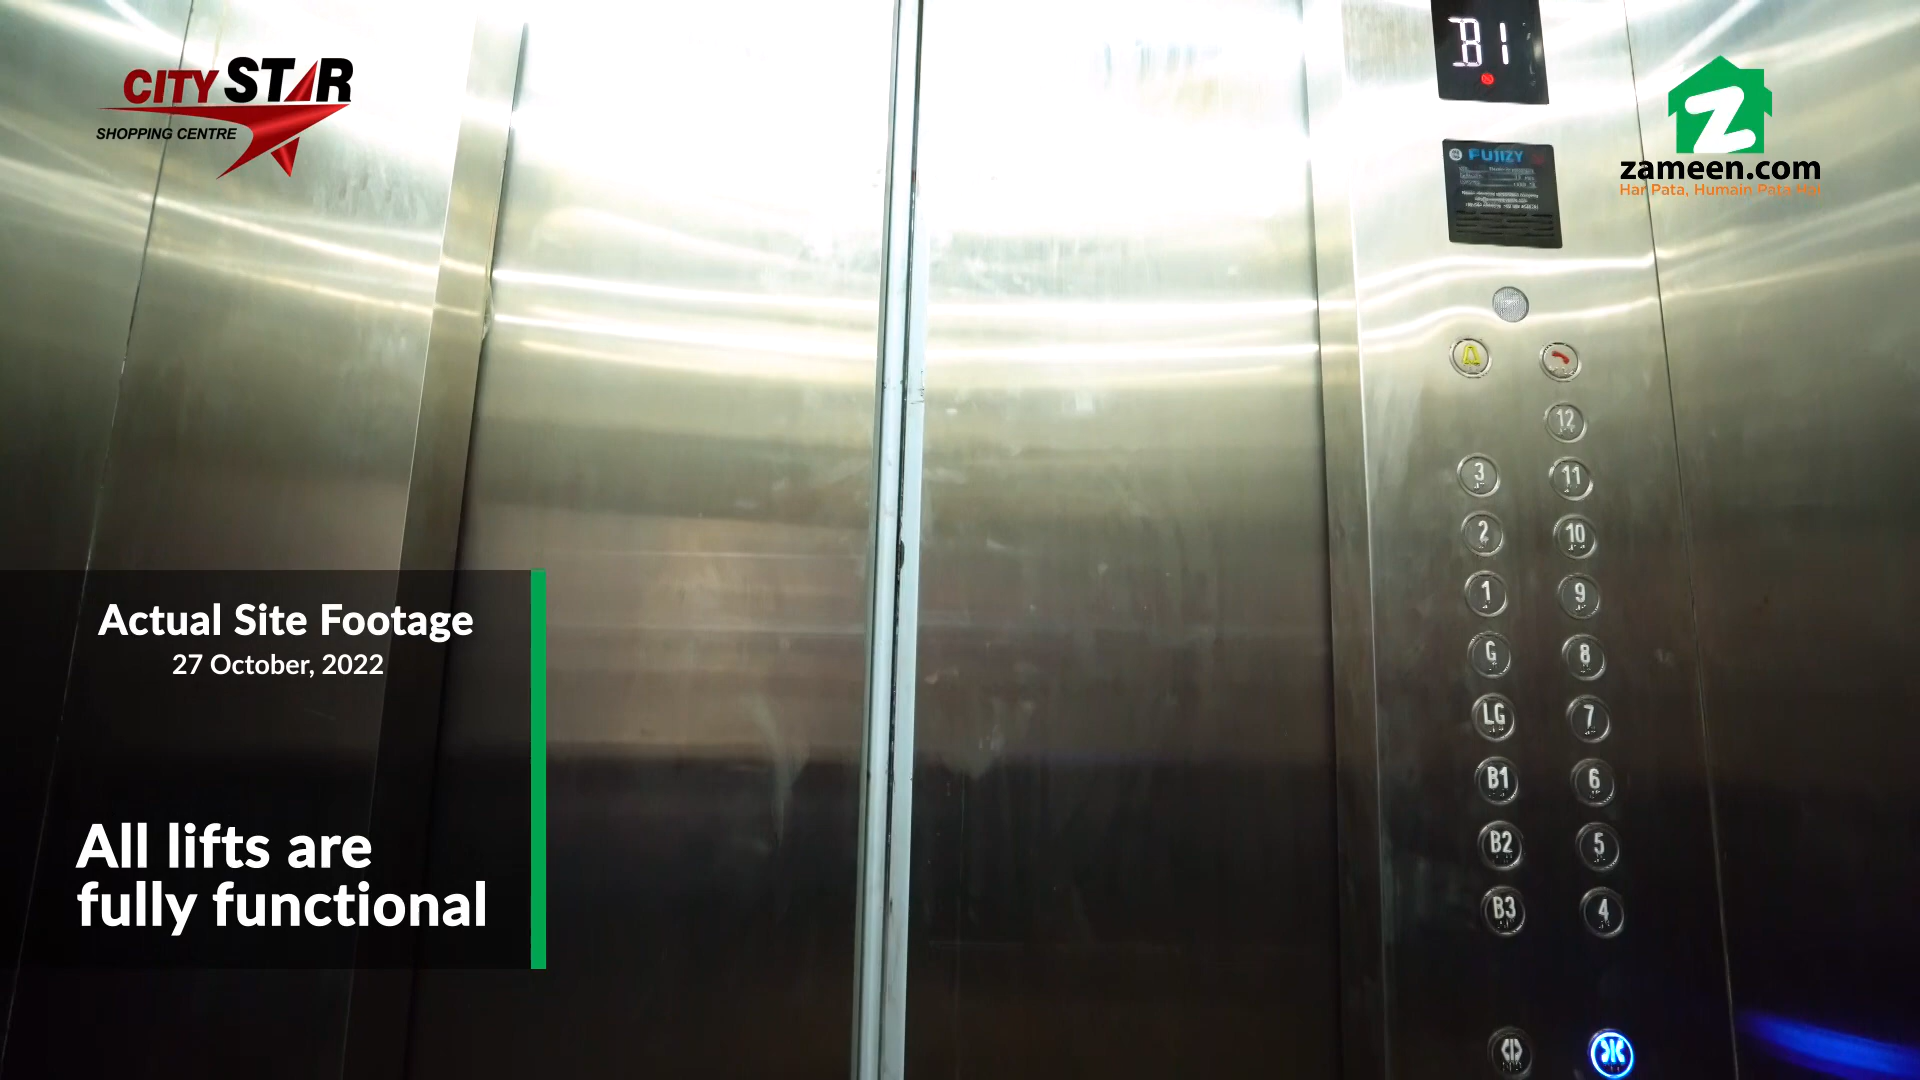 CITY STAR
SHOPPING CENTRE
B1
FUJIZY
zameen.com
Har Pata, Humain Pata Hai
12
3 11
2 10
1 9
G 8
LG 7
B1 6
B2 5
B3 4
Actual Site Footage
27 October, 2022
All lifts are
fully functional